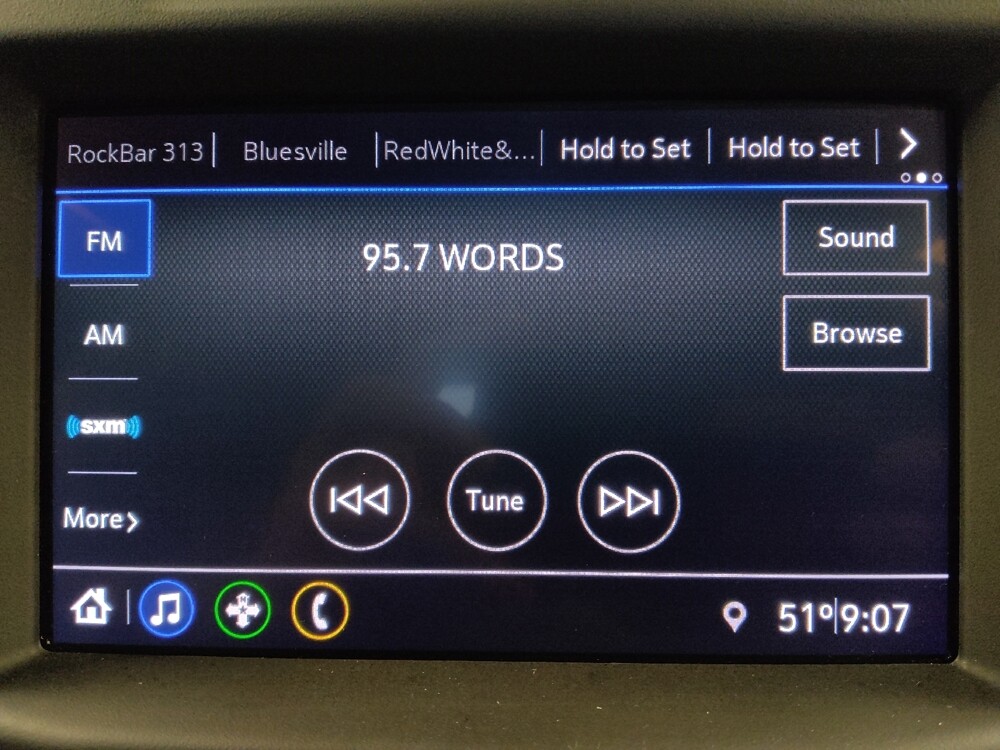 RockBar 313 Bluesville RedWhite&... Hold to Set Hold to Set
FM 95.7 WORDS Sound
AM Browse
sxm
More Tune
51° 9:07